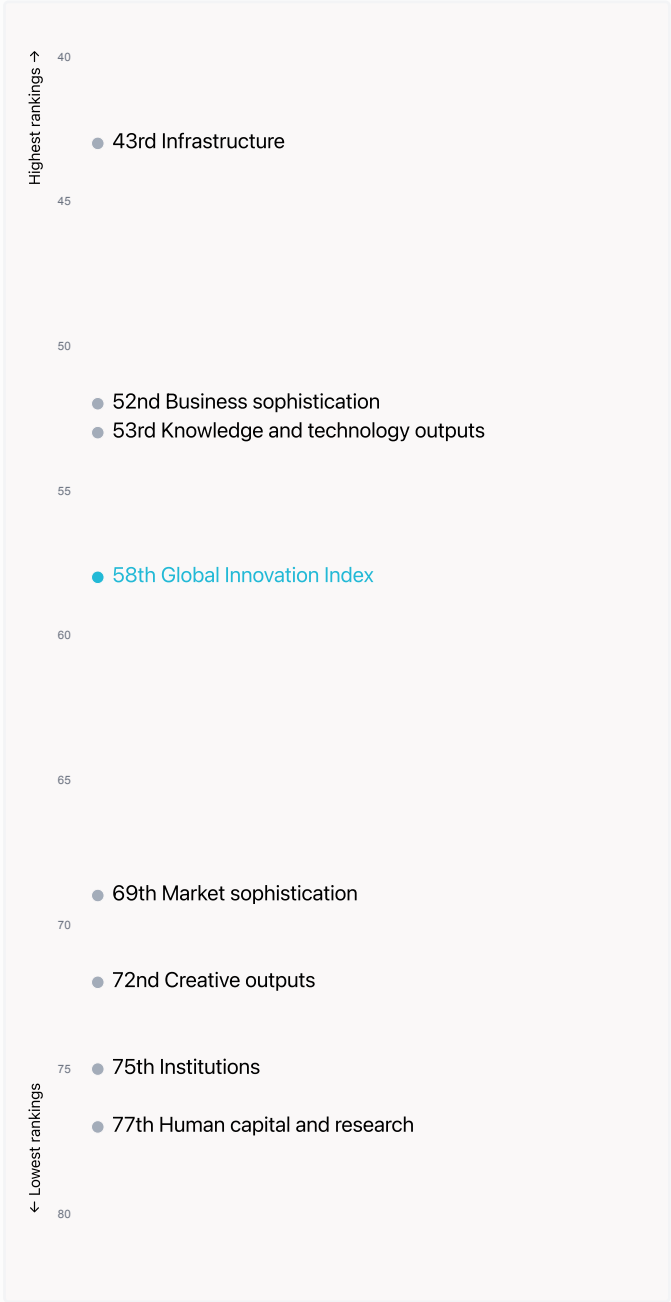 Highest rankings →
40
43rd Infrastructure
45
50
52nd Business sophistication
53rd Knowledge and technology outputs
55
58th Global Innovation Index
60
65
69th Market sophistication
70
72nd Creative outputs
75 75th Institutions
77th Human capital and research
← Lowest rankings
80